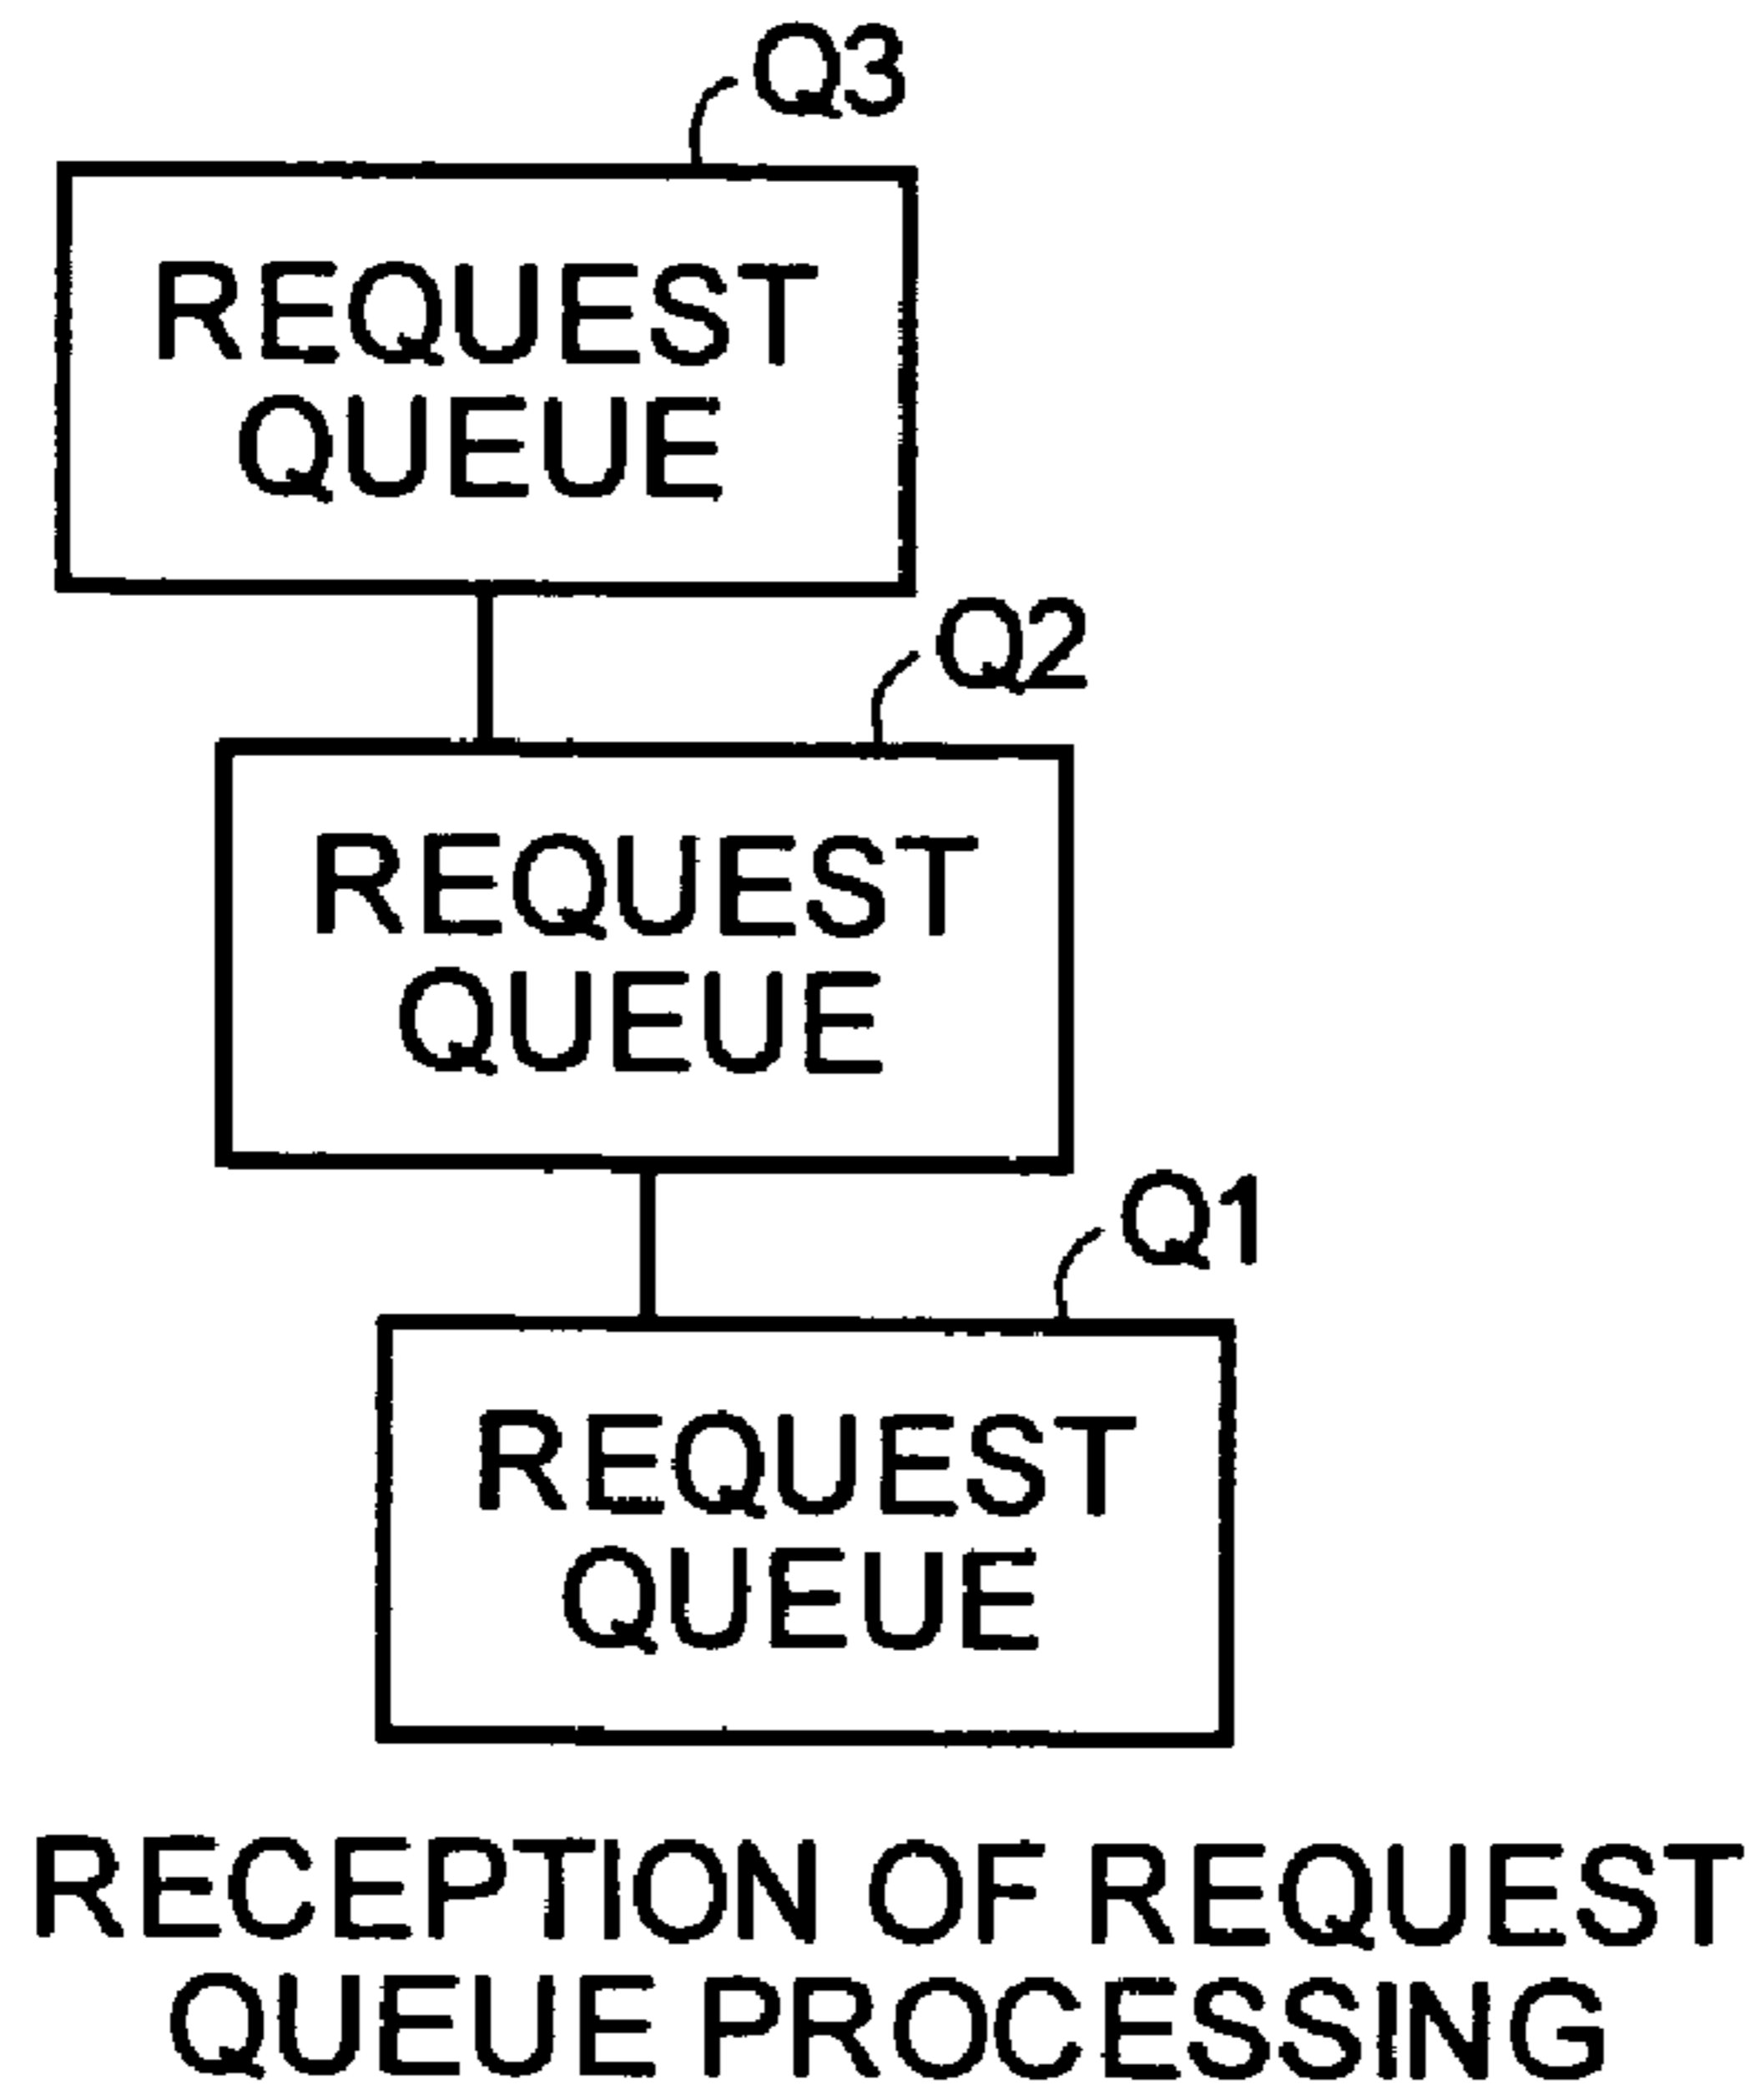 Q3
REQUEST
QUEUE
Q2
REQUEST
QUEUE
Q1
REQUEST
QUEUE
RECEPTION OF REQUEST
QUEUE PROCESSING